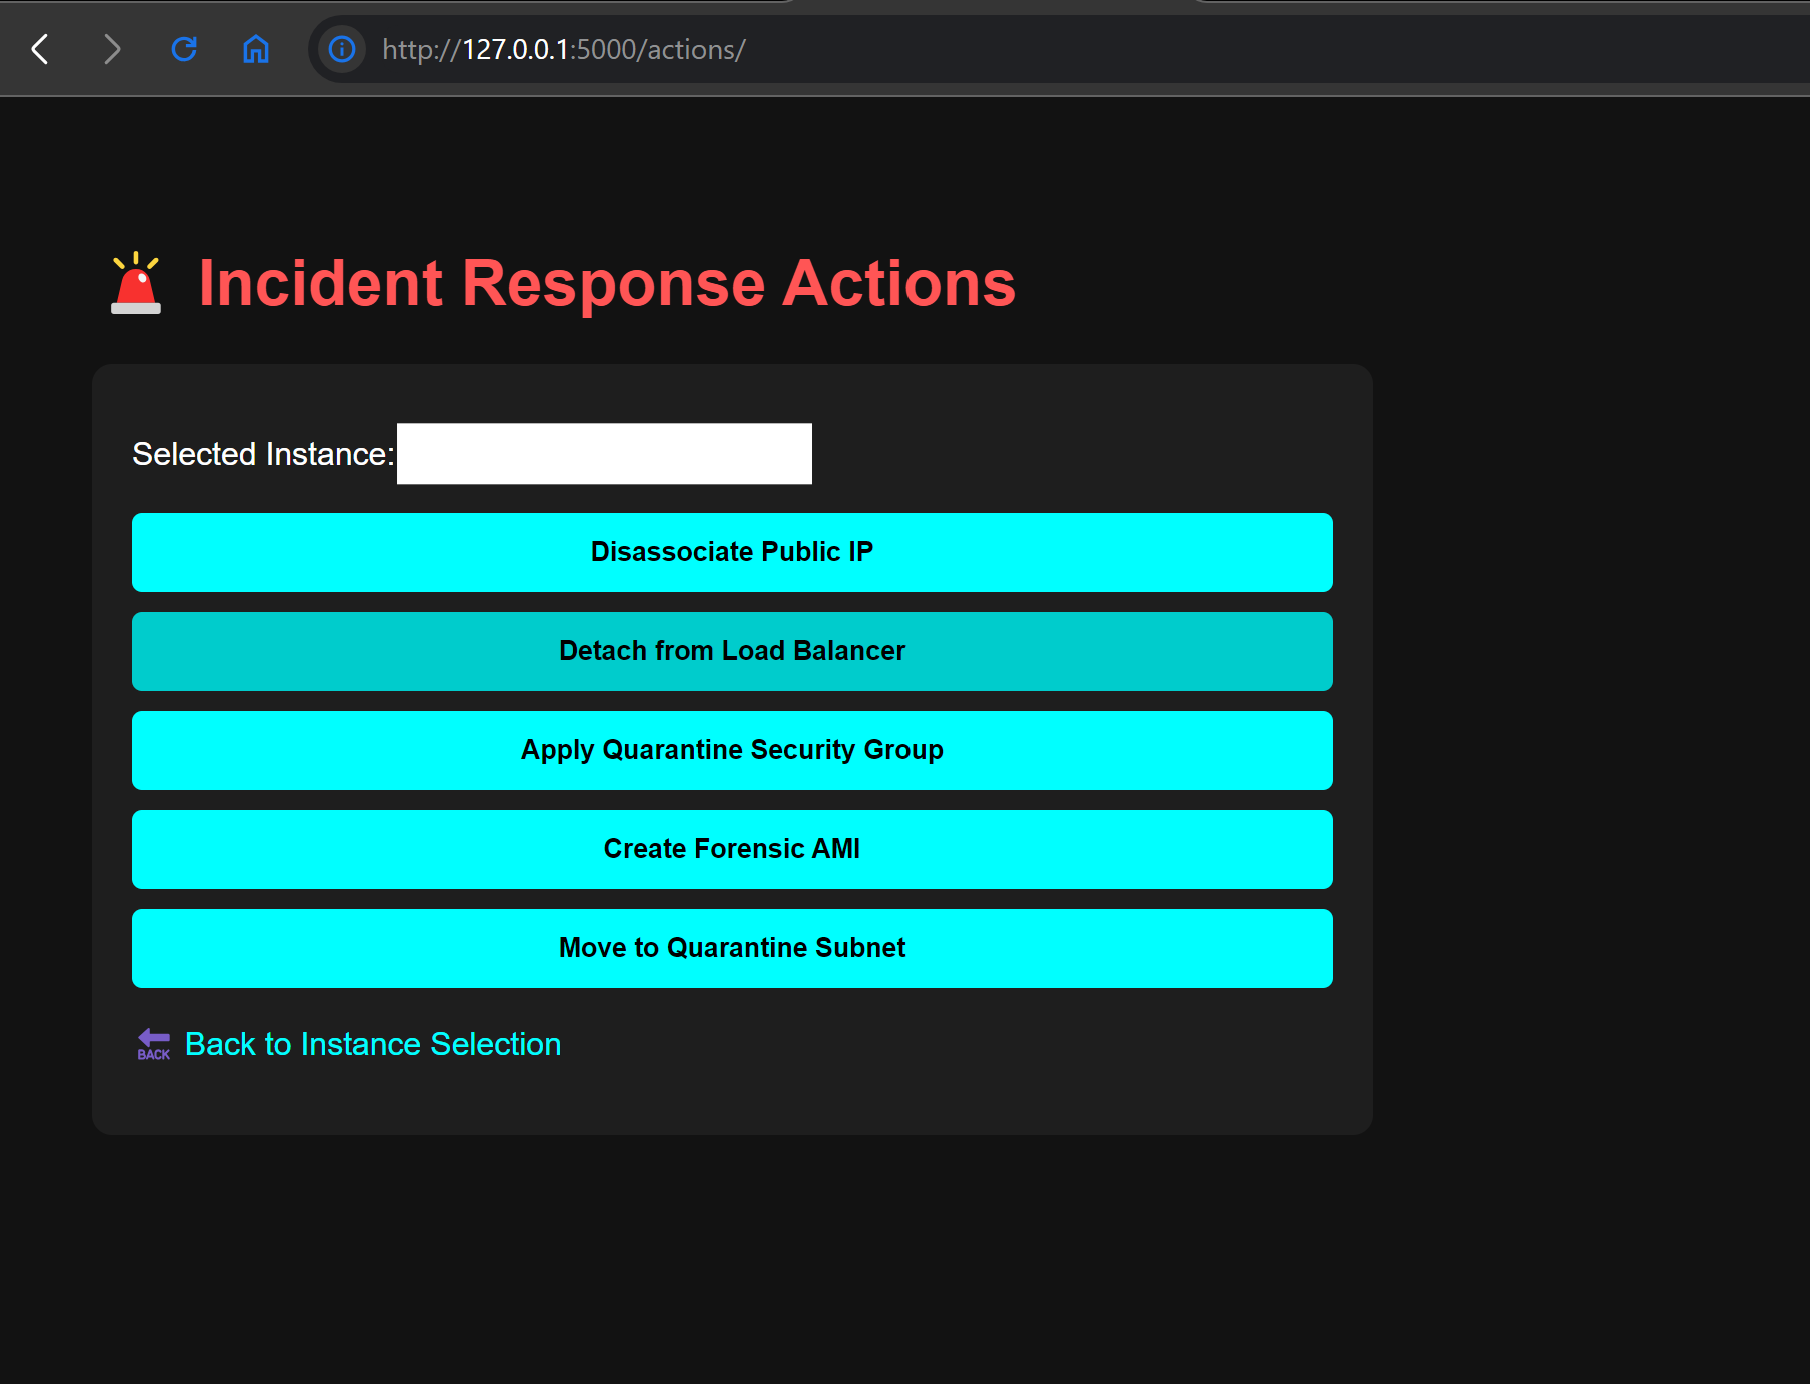 http://127.0.0.1:5000/actions/
Incident Response Actions
Selected Instance:
Disassociate Public IP
Detach from Load Balancer
Apply Quarantine Security Group
Create Forensic AMI
Move to Quarantine Subnet
BACK Back to Instance Selection